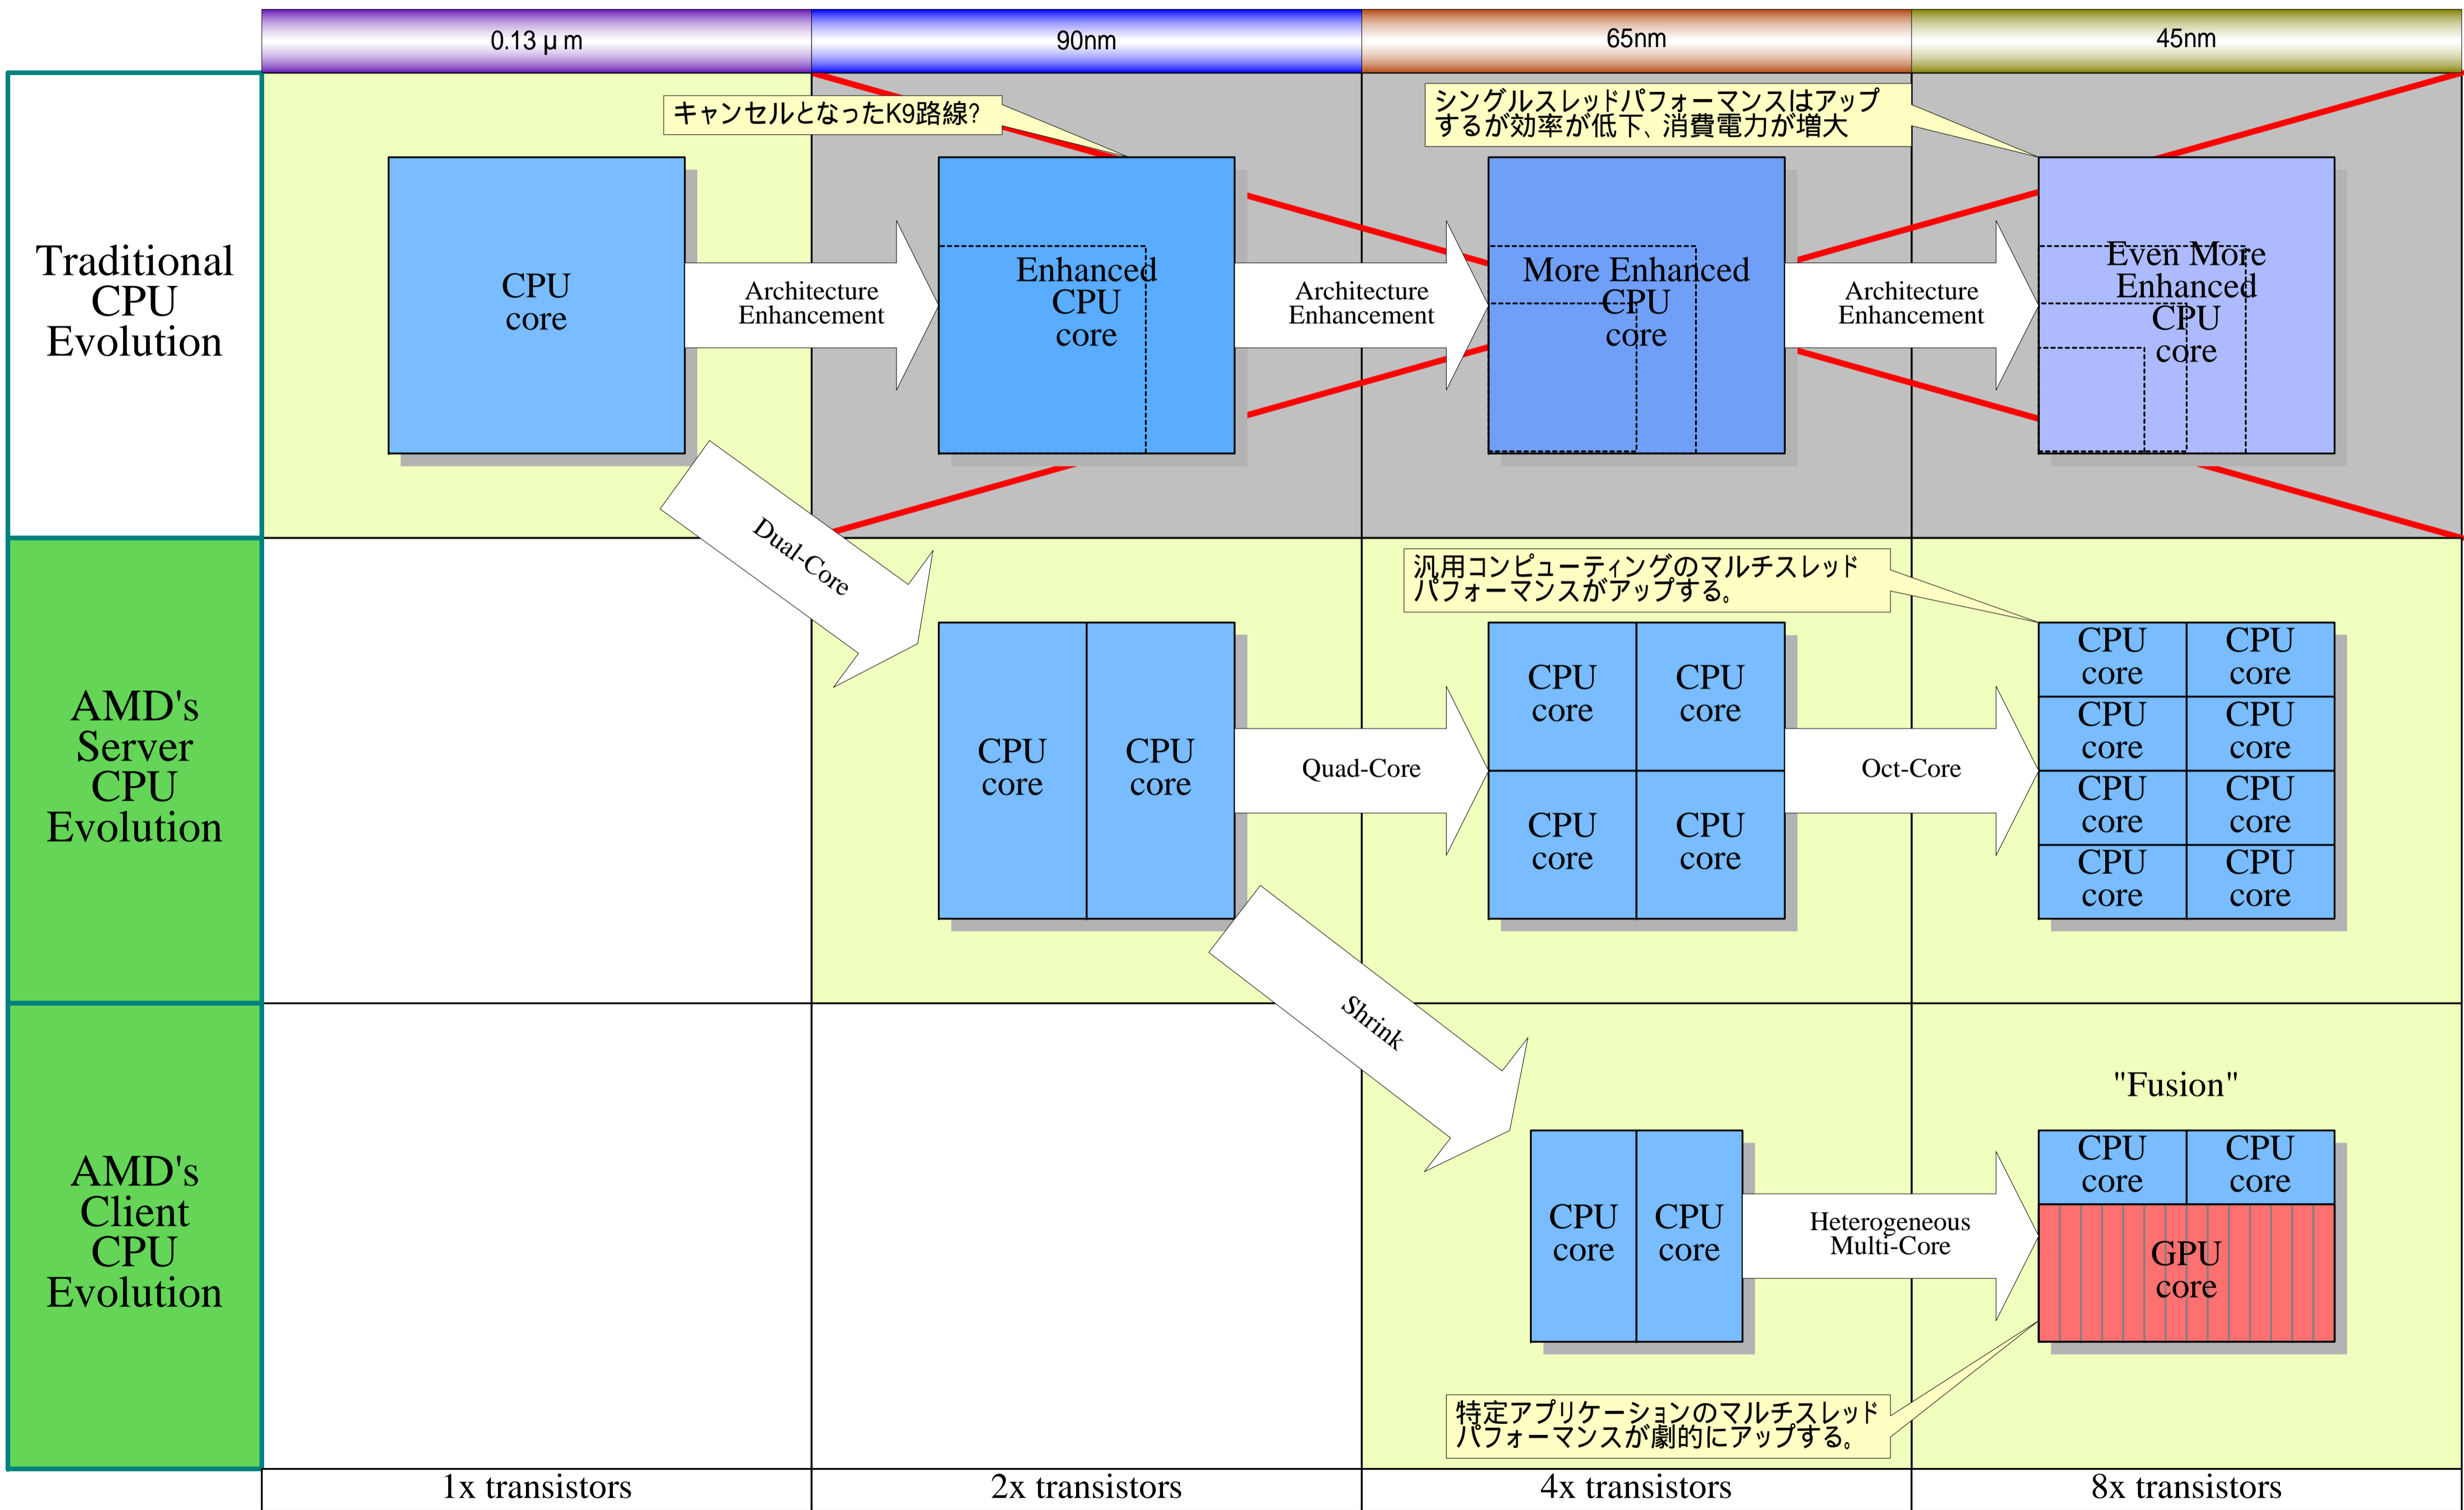 0.13 μm
90nm
65nm
45nm
Traditional
CPU
Evolution
キャンセルとなったK9路線?
シングルスレッドパフォーマンスはアップ
するが効率が低下、消費電力が増大
CPU
core
Architecture
Enhancement
Enhanced
CPU
core
Architecture
Enhancement
More Enhanced
CPU
core
Architecture
Enhancement
Even More
Enhanced
CPU
core
Dual-Core
AMD's
Server
CPU
Evolution
汎用コンピューティングのマルチスレッド
パフォーマンスがアップする。
CPU
core
CPU
core
Quad-Core
CPU
core
CPU
core
CPU
core
CPU
core
Oct-Core
CPU
core
CPU
core
CPU
core
CPU
core
CPU
core
CPU
core
CPU
core
CPU
core
Shrink
AMD's
Client
CPU
Evolution
"Fusion"
CPU
core
CPU
core
Heterogeneous
Multi-Core
CPU
core
CPU
core
GPU
core
特定アプリケーションのマルチスレッド
パフォーマンスが劇的にアップする。
1x transistors
2x transistors
4x transistors
8x transistors